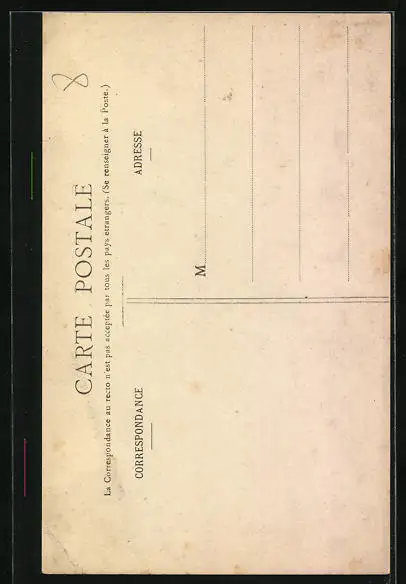 CARTE POSTALE
La Correspondance au recto n'est pas acceptée par tous les pays étrangers. (Se renseigner à la Poste.)
CORRESPONDANCE
ADRESSE
M
8